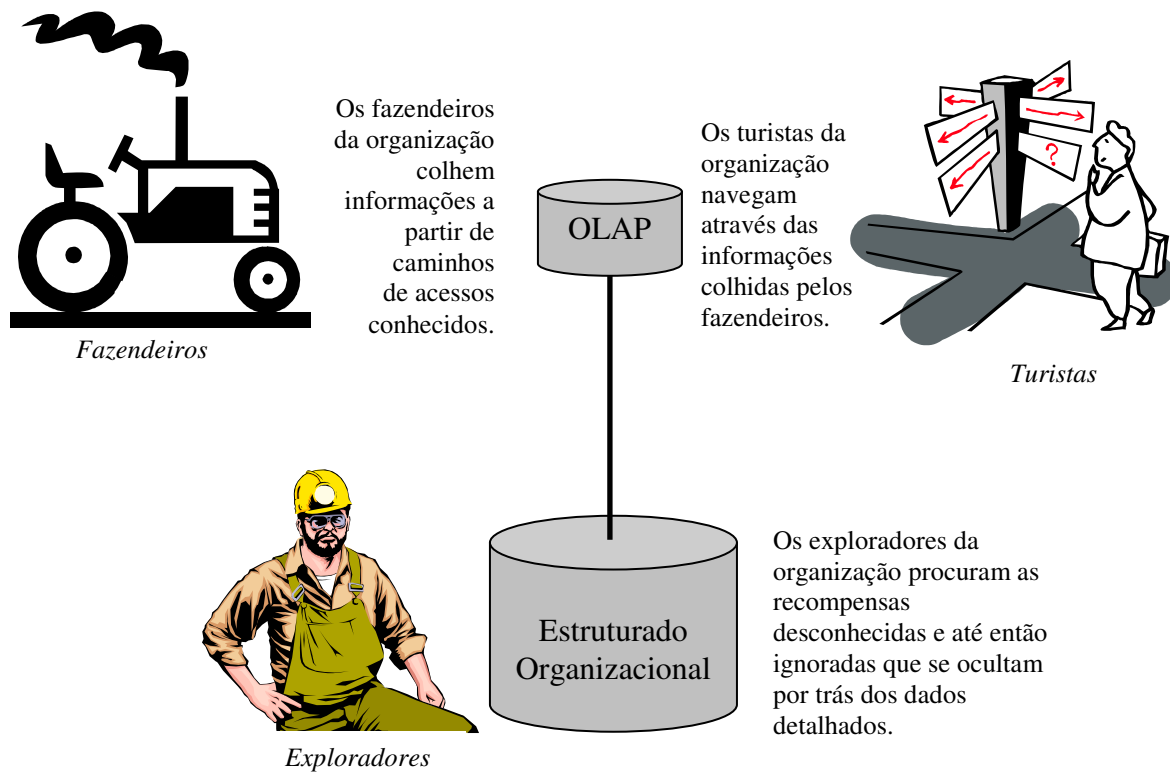 Os fazendeiros
da organização
colhem
informações a
partir de
caminhos
de acessos
conhecidos.
Fazendeiros
OLAP
Os turistas da
organização
navegam
através das
informações
colhidas pelos
fazendeiros.
?
Turistas
Estruturado
Organizacional
Os exploradores da
organização procuram as
recompensas
desconhecidas e até então
ignoradas que se ocultam
por trás dos dados
detalhados.
Exploradores